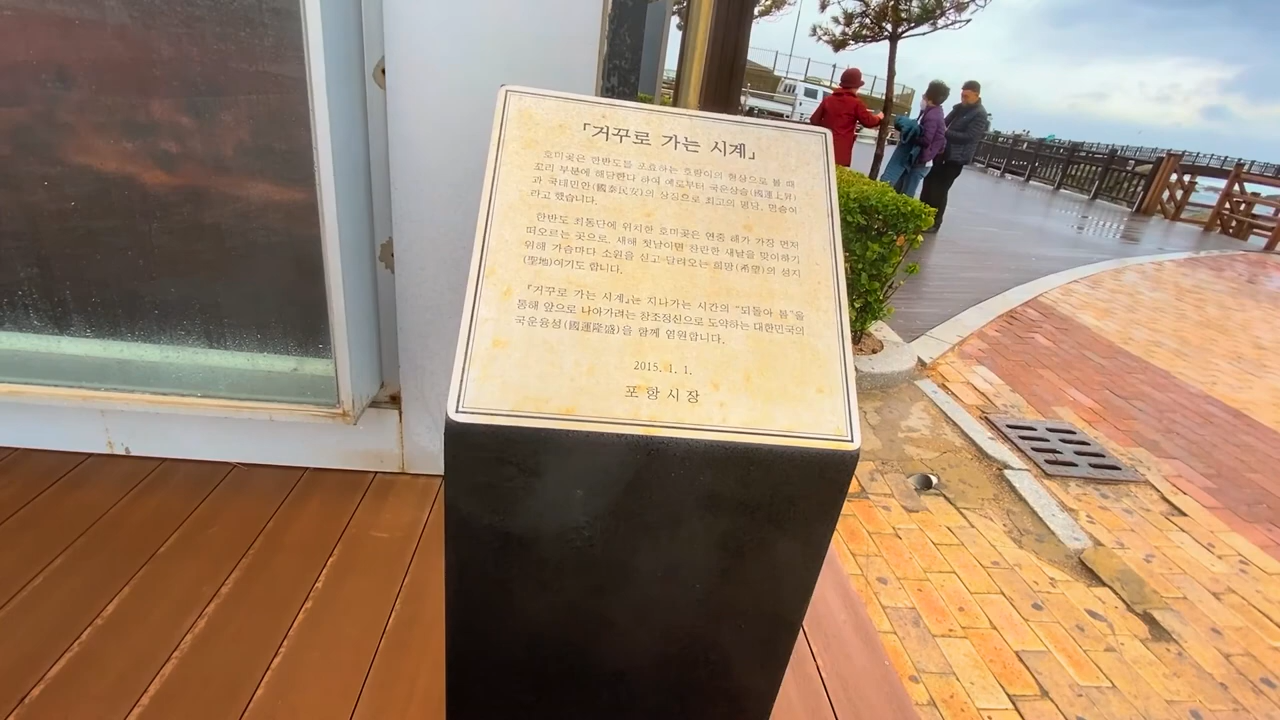 「거꾸로 가는 시계」
호미곶은 한반도를 포효하는 호랑이의 형상으로 볼 때
꼬리 부분에 해당한다 하여 예로부터 국운상승(國運上昇)
과 국태민안(國泰民安)의 상징으로 최고의 명당, 명승이
라고 했습니다.
한반도 최동단에 위치한 호미곶은 연중 해가 가장 먼저
떠오르는 곳으로, 새해 첫날이면 찬란한 새날을 맞이하기
위해 가슴마다 소원을 싣고 달려오는 희망(希望)의 성지
(聖地)이기도 합니다.
『거꾸로 가는 시계』는 지나가는 시간의 "되돌아 봄"을
통해 앞으로 나아가려는 창조정신으로 도약하는 대한민국의
국운융성(國運隆盛)을 함께 염원합니다.
2015. 1. 1.
포항시장